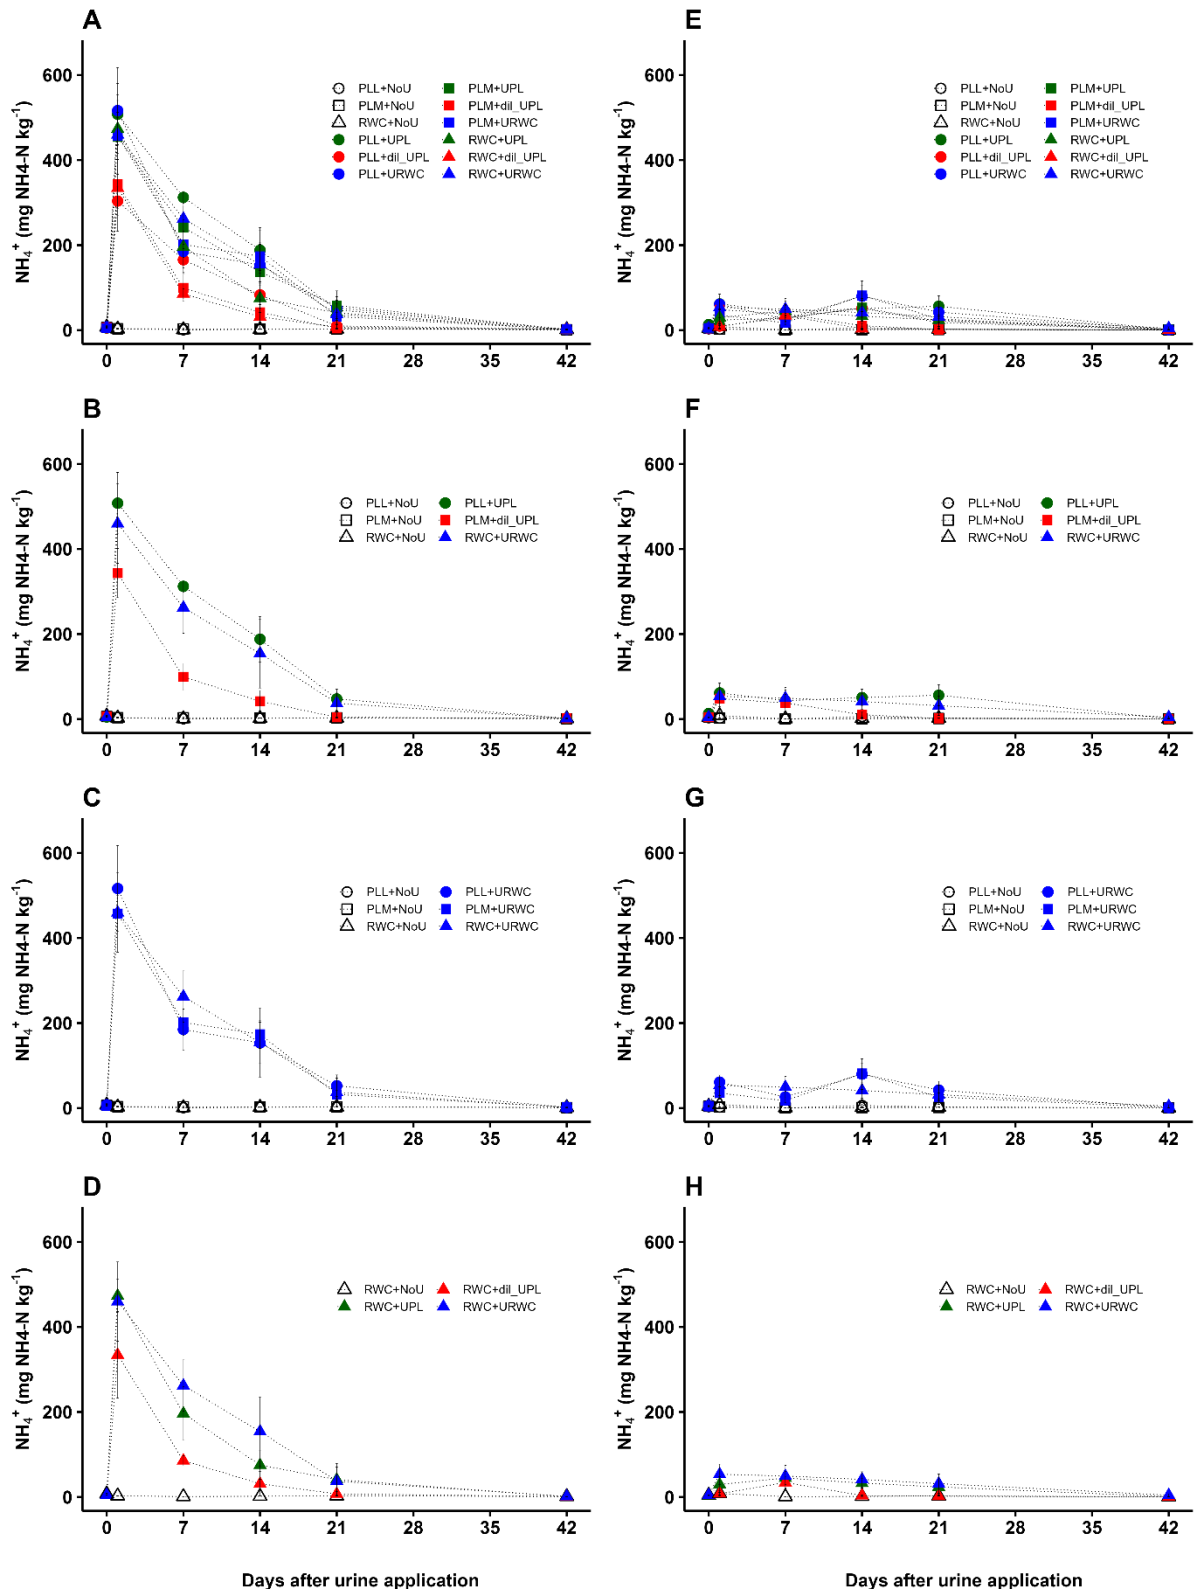 A
NH₄⁺ (mg NH4-N kg⁻¹)
600
400
200
0
PLL+NoU PLM+UPL
PLM+NoU PLM+dil_UPL
RWC+NoU PLM+URWC
PLL+UPL RWC+UPL
PLL+dil_UPL RWC+dil_UPL
PLL+URWC RWC+URWC
0 7 14 21 28 35 42
E
NH₄⁺ (mg NH4-N kg⁻¹)
600
400
200
0
PLL+NoU PLM+UPL
PLM+NoU PLM+dil_UPL
RWC+NoU PLM+URWC
PLL+UPL RWC+UPL
PLL+dil_UPL RWC+dil_UPL
PLL+URWC RWC+URWC
0 7 14 21 28 35 42
B
NH₄⁺ (mg NH4-N kg⁻¹)
600
400
200
0
PLL+NoU PLL+UPL
PLM+NoU PLM+dil_UPL
RWC+NoU RWC+URWC
0 7 14 21 28 35 42
F
NH₄⁺ (mg NH4-N kg⁻¹)
600
400
200
0
PLL+NoU PLL+UPL
PLM+NoU PLM+dil_UPL
RWC+NoU RWC+URWC
0 7 14 21 28 35 42
C
NH₄⁺ (mg NH4-N kg⁻¹)
600
400
200
0
PLL+NoU PLL+URWC
PLM+NoU PLM+URWC
RWC+NoU RWC+URWC
0 7 14 21 28 35 42
G
NH₄⁺ (mg NH4-N kg⁻¹)
600
400
200
0
PLL+NoU PLL+URWC
PLM+NoU PLM+URWC
RWC+NoU RWC+URWC
0 7 14 21 28 35 42
D
NH₄⁺ (mg NH4-N kg⁻¹)
600
400
200
0
RWC+NoU RWC+dil_UPL
RWC+UPL RWC+URWC
0 7 14 21 28 35 42
Days after urine application
H
NH₄⁺ (mg NH4-N kg⁻¹)
600
400
200
0
RWC+NoU RWC+dil_UPL
RWC+UPL RWC+URWC
0 7 14 21 28 35 42
Days after urine application